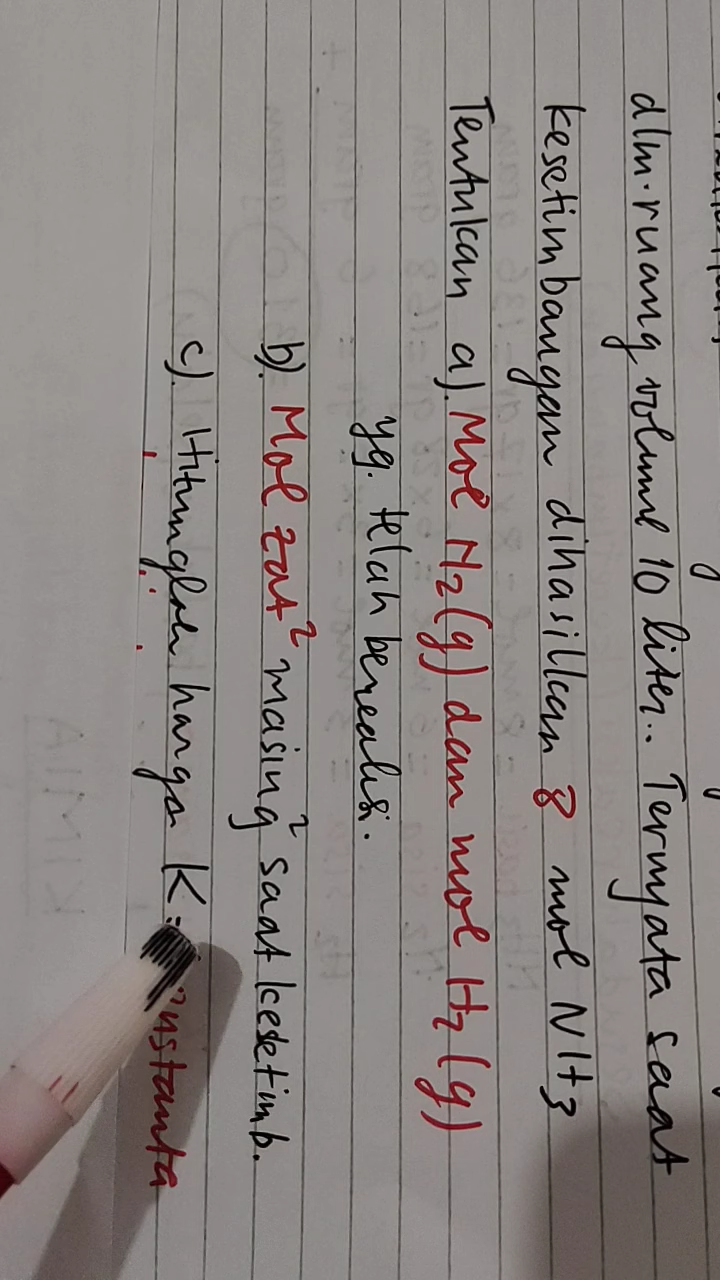 dlm. ruang volume 10 liter.. Ternyata saat
kesetimbangan dihasilkan 8 mol NH3
Tentukan a). Mol N2(g) dan mol H2(g)
yg. telah bereaksi.
b). Mol zat² masing² saat kesetimb.
c). Hitunglah harga K =